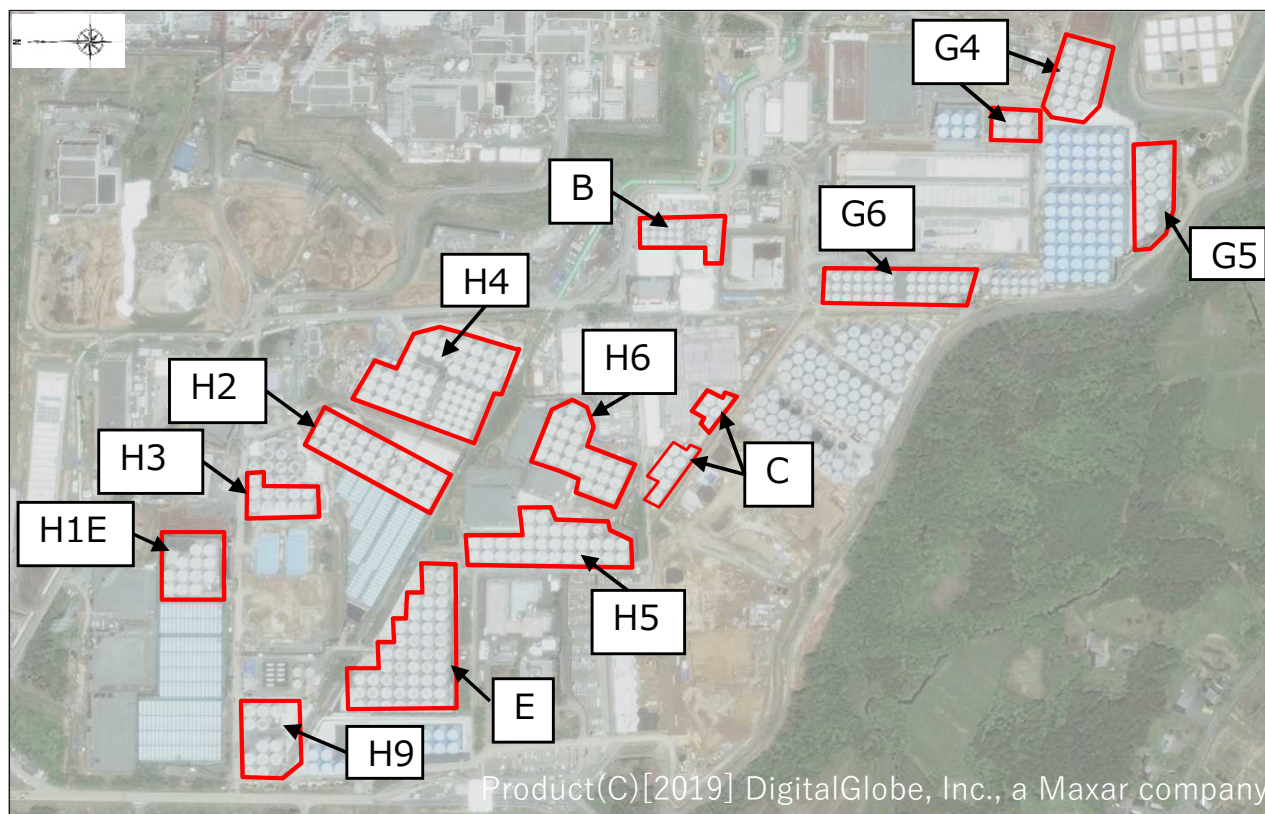 N
G4
B
G6
G5
H4
H6
H2
H3
C
H1E
H5
E
H9
Product(C)[2019] DigitalGlobe, Inc., a Maxar company